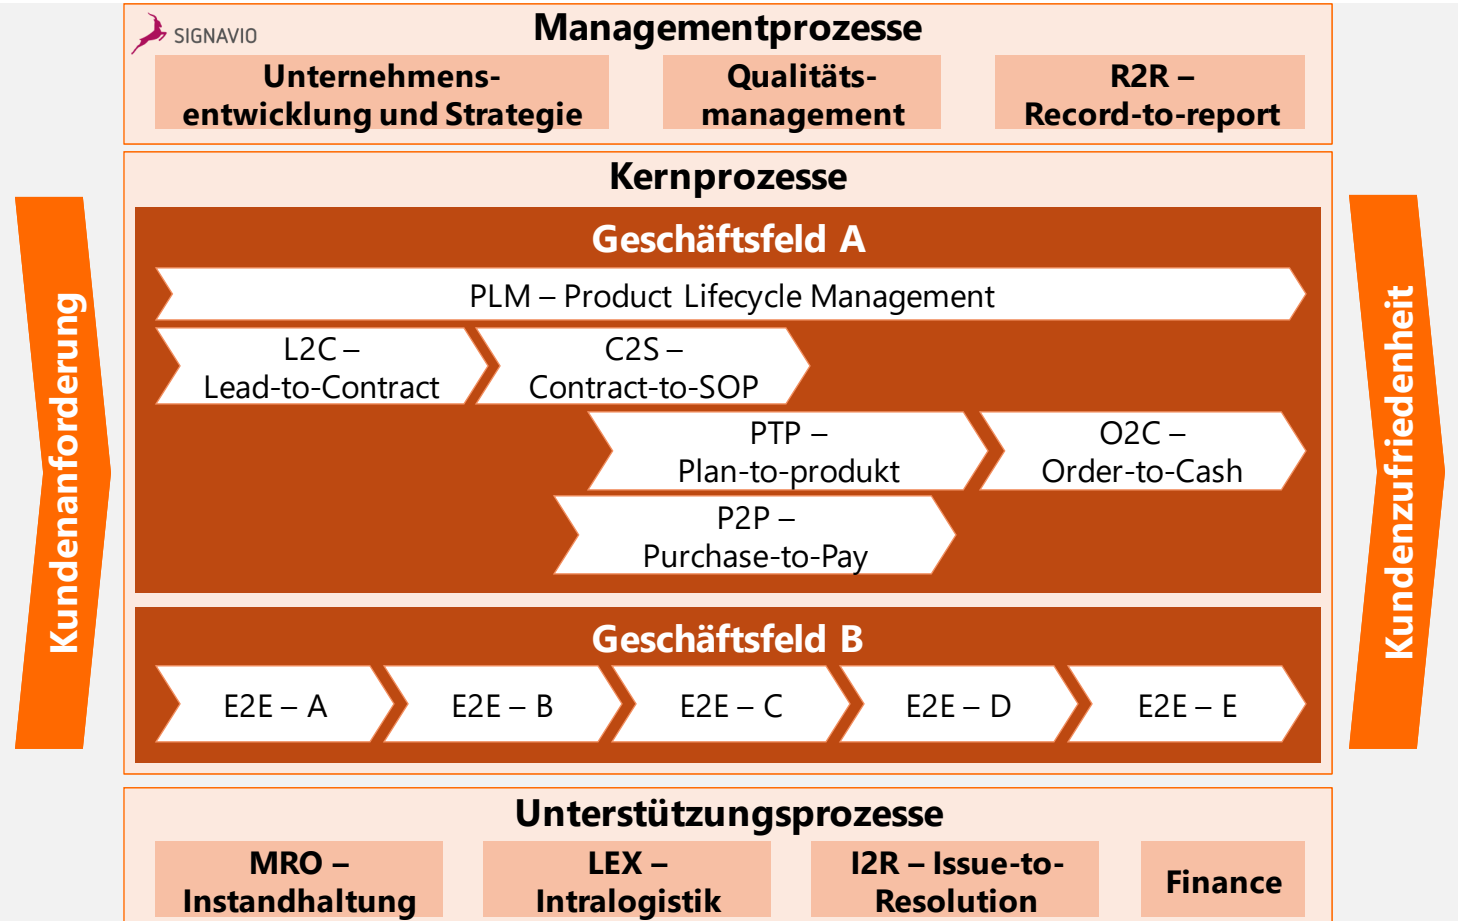 SIGNAVIO
Managementprozesse
Unternehmens-
entwicklung und Strategie
Qualitäts-
management
R2R –
Record-to-report
Kundenanforderung
Kernprozesse
Geschäftsfeld A
PLM – Product Lifecycle Management
L2C –
Lead-to-Contract
C2S –
Contract-to-SOP
PTP –
Plan-to-produkt
O2C –
Order-to-Cash
P2P –
Purchase-to-Pay
Geschäftsfeld B
E2E – A
E2E – B
E2E – C
E2E – D
E2E – E
Kundenzufriedenheit
Unterstützungsprozesse
MRO –
Instandhaltung
LEX –
Intralogistik
I2R – Issue-to-
Resolution
Finance